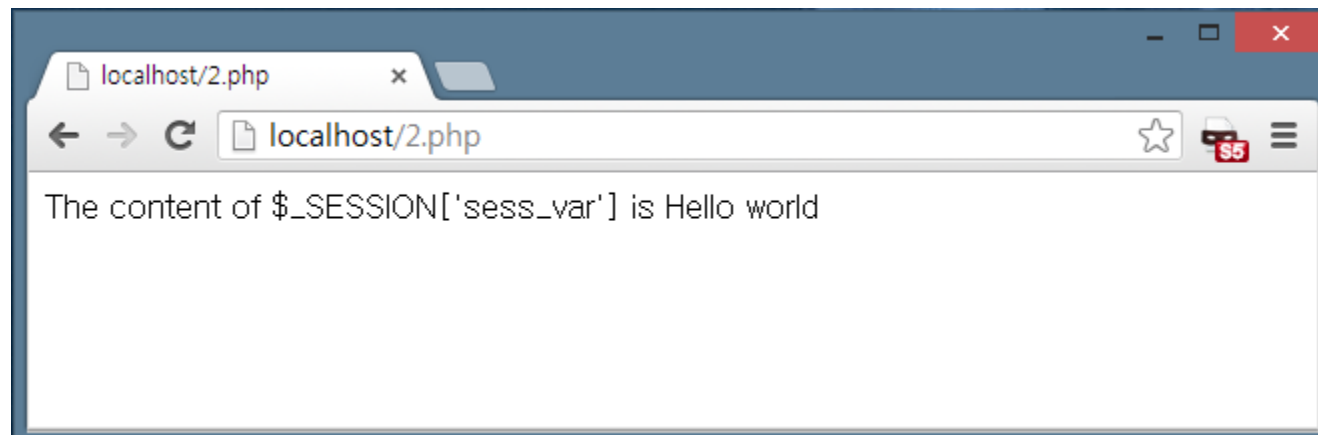 localhost/2.php
localhost/2.php
S5
The content of $_SESSION['sess_var'] is Hello world